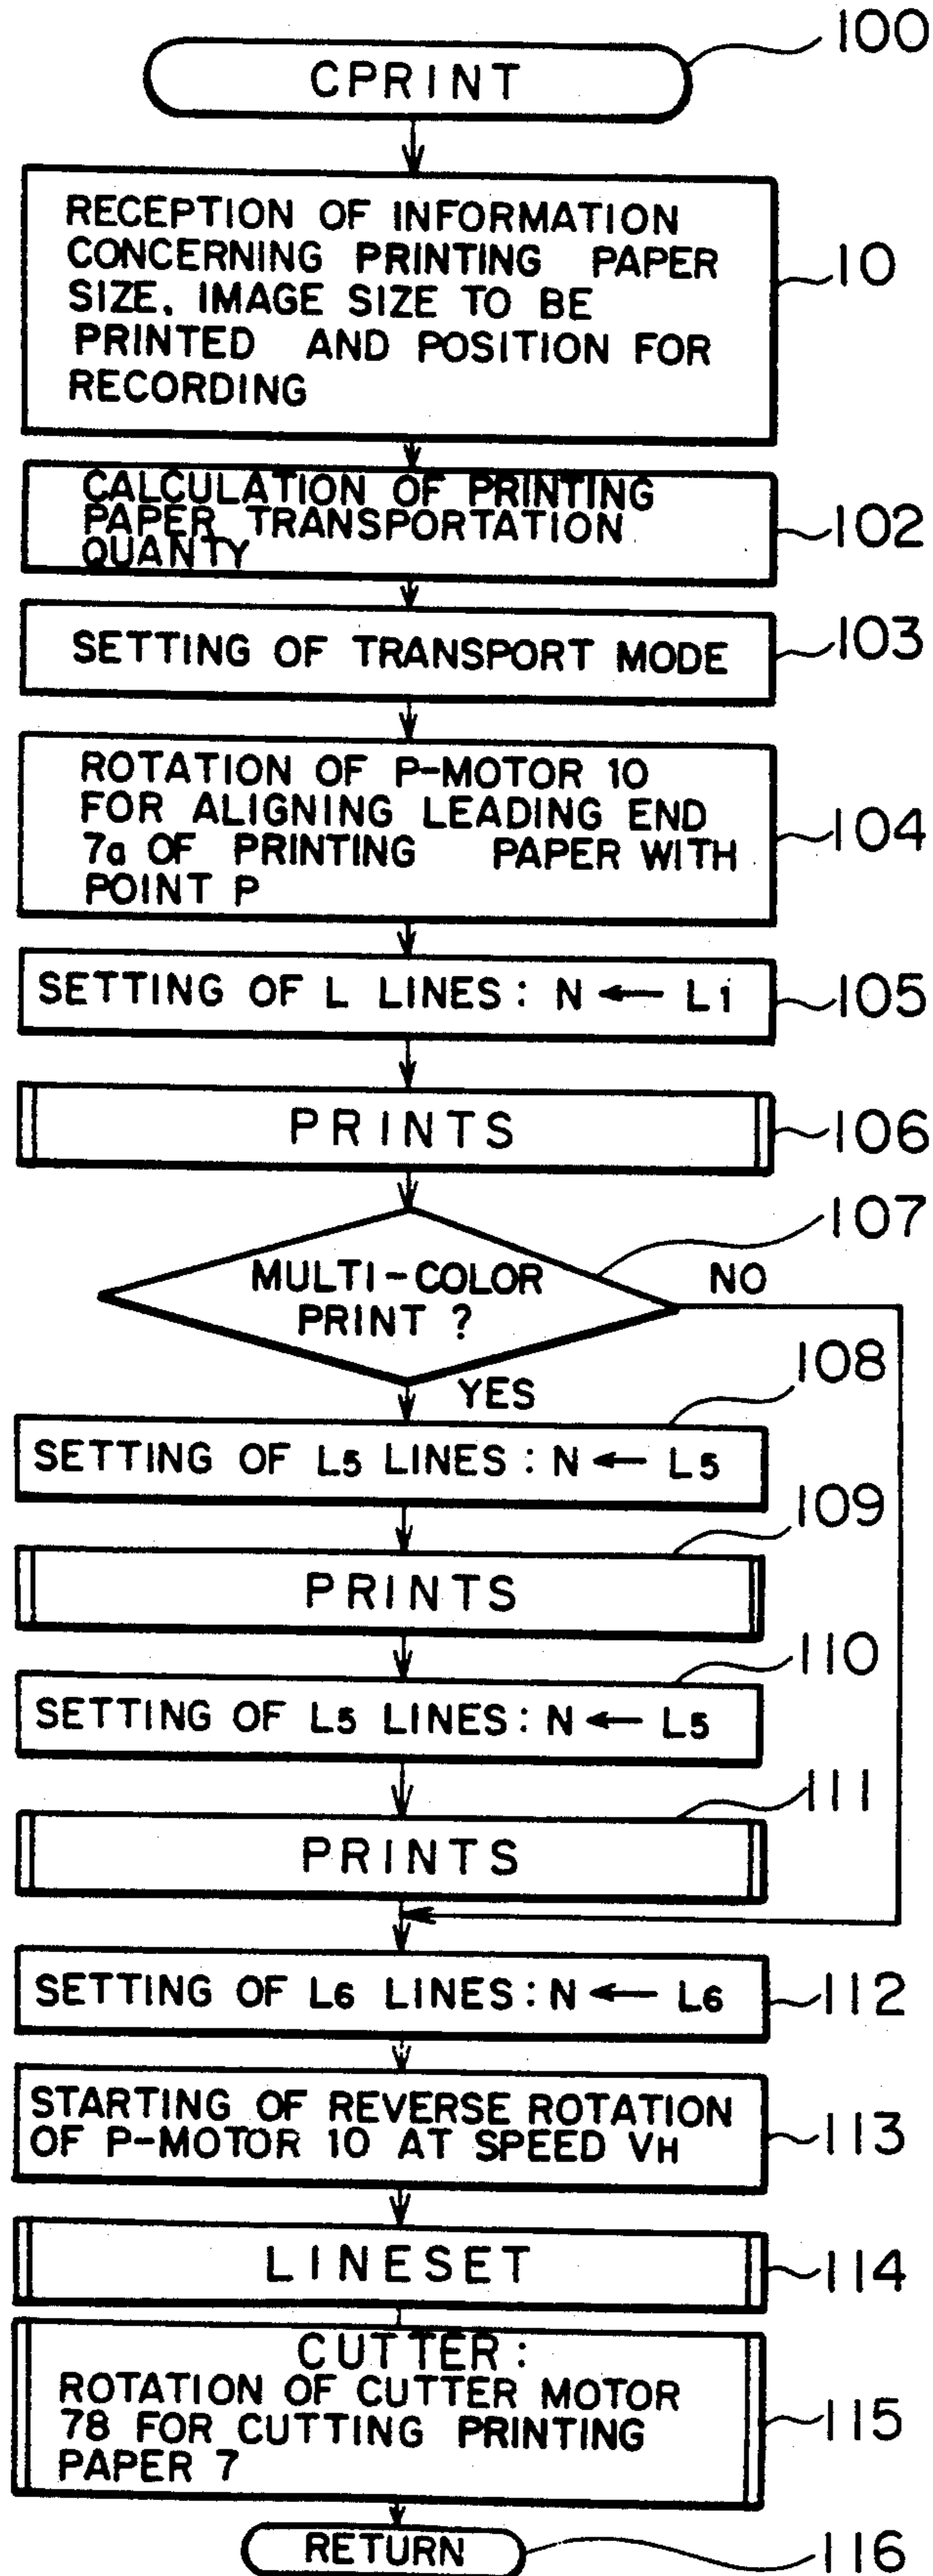 CPRINT
100
RECEPTION OF INFORMATION
CONCERNING PRINTING PAPER
SIZE, IMAGE SIZE TO BE
PRINTED AND POSITION FOR
RECORDING
10
CALCULATION OF PRINTING
PAPER TRANSPORTATION
QUANTY
102
SETTING OF TRANSPORT MODE
103
ROTATION OF P-MOTOR 10
FOR ALIGNING LEADING END
7a OF PRINTING PAPER WITH
POINT P
104
SETTING OF L LINES: N ← Li
105
PRINTS
106
107
MULTI-COLOR
PRINT ?
NO
YES
108
SETTING OF L5 LINES : N ← L5
109
PRINTS
110
SETTING OF L5 LINES: N ← L5
111
PRINTS
SETTING OF L6 LINES:N ← L6
112
STARTING OF REVERSE ROTATION
OF P-MOTOR 10 AT SPEED VH
113
LINESET
114
CUTTER:
ROTATION OF CUTTER MOTOR
78 FOR CUTTING PRINTING
PAPER 7
115
RETURN
116